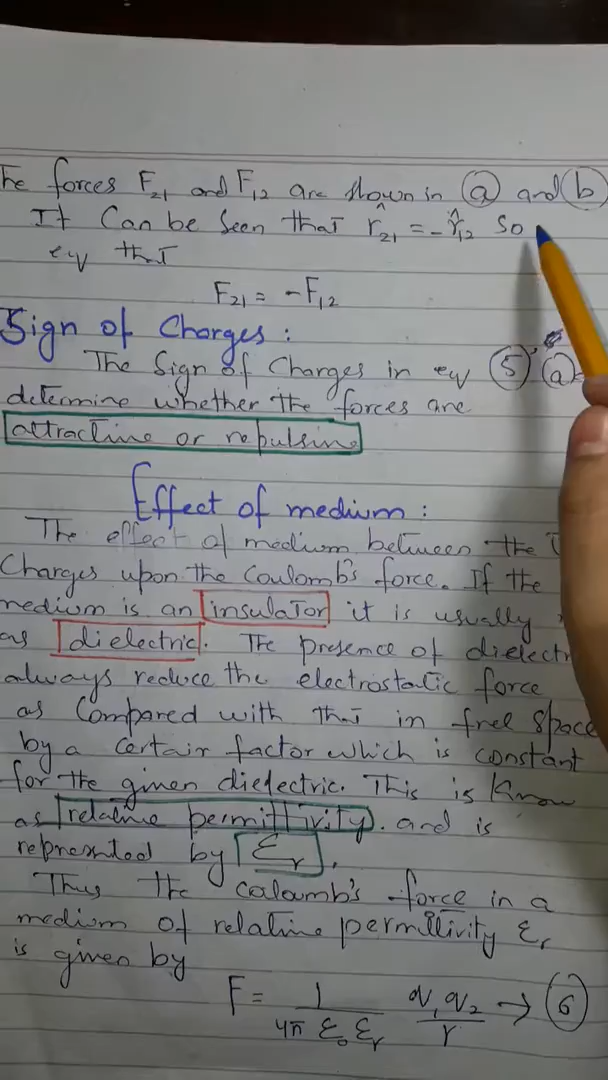 The forces F21 and F12 are shown in (a) and (b)
It Can be seen that r̂21 = -r̂12 so
eq that
F21 = -F12
Sign of Charges:
The Sign of Charges in eq (5) (a)
determine whether the forces are
attractive or repulsive
Effect of medium:
The effect of medium between the
Charges upon the Coulomb's force. If the
medium is an insulator it is usually
as dielectric. The presence of dielectr
always reduce the electrostatic force
as Compared with that in free space
by a certain factor which is constant
for the given dielectric. This is Know
as relative permittivity. and is
represented by εr.
Thus the calomb's force in a
medium of relative permittivity εr
is given by
F = 1/4π ε0 εr q1 q2/r → (6)